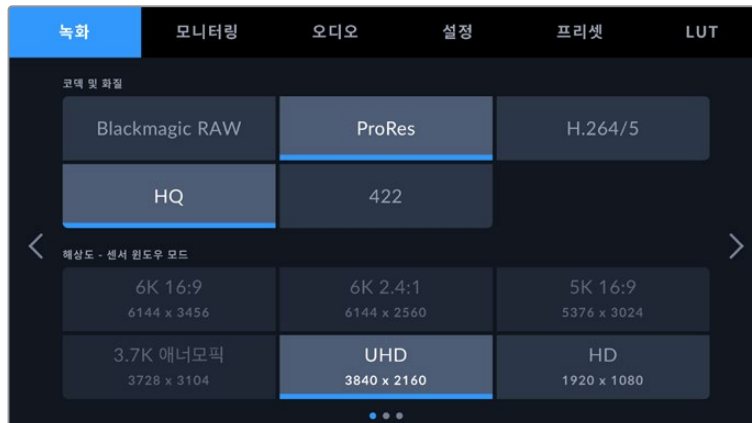 녹화 모니터링 오디오 설정 프리셋 LUT
코덱 및 화질
Blackmagic RAW ProRes H.264/5
HQ 422
해상도 - 센서 윈도우 모드
6K 16:9 6K 2.4:1 5K 16:9
6144 x 3456 6144 x 2560 5376 x 3024
3.7K 애너모픽 UHD HD
3728 x 3104 3840 x 2160 1920 x 1080